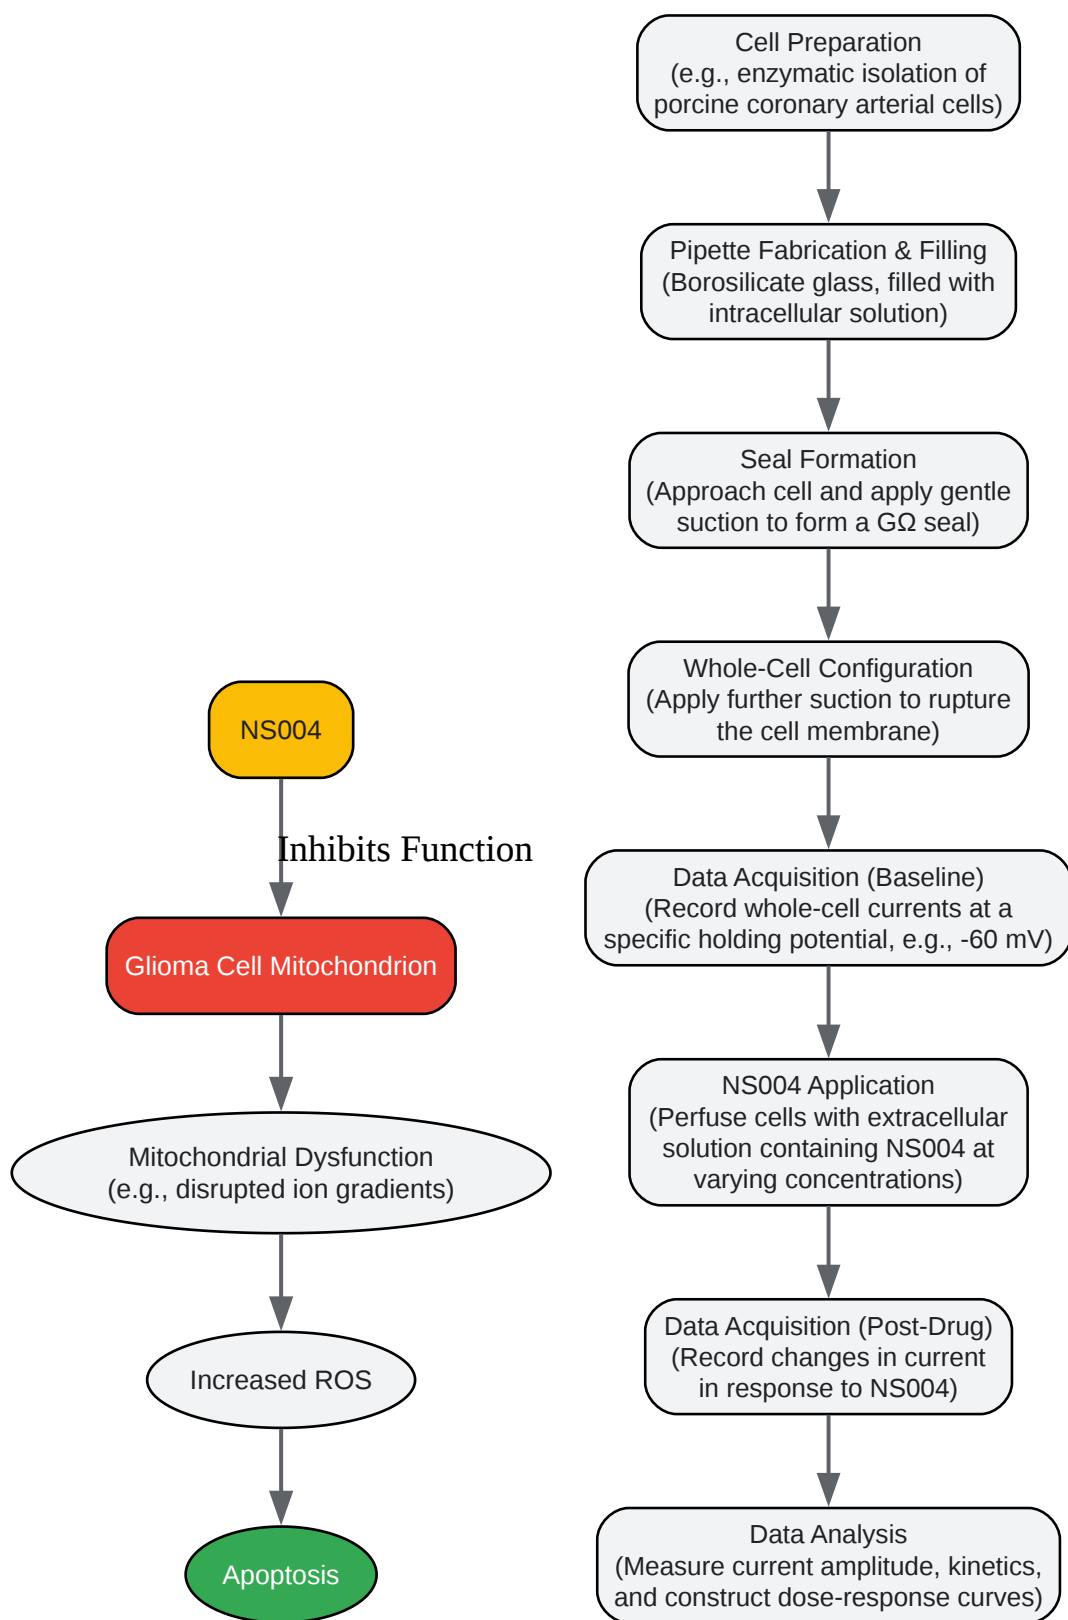 Cell Preparation
(e.g., enzymatic isolation of
porcine coronary arterial cells)
Pipette Fabrication & Filling
(Borosilicate glass, filled with
intracellular solution)
Seal Formation
(Approach cell and apply gentle
suction to form a GΩ seal)
Whole-Cell Configuration
(Apply further suction to rupture
the cell membrane)
Data Acquisition (Baseline)
(Record whole-cell currents at a
specific holding potential, e.g., -60 mV)
NS004 Application
(Perfuse cells with extracellular
solution containing NS004 at
varying concentrations)
Data Acquisition (Post-Drug)
(Record changes in current
in response to NS004)
Data Analysis
(Measure current amplitude, kinetics,
and construct dose-response curves)
NS004
Inhibits Function
Glioma Cell Mitochondrion
Mitochondrial Dysfunction
(e.g., disrupted ion gradients)
Increased ROS
Apoptosis